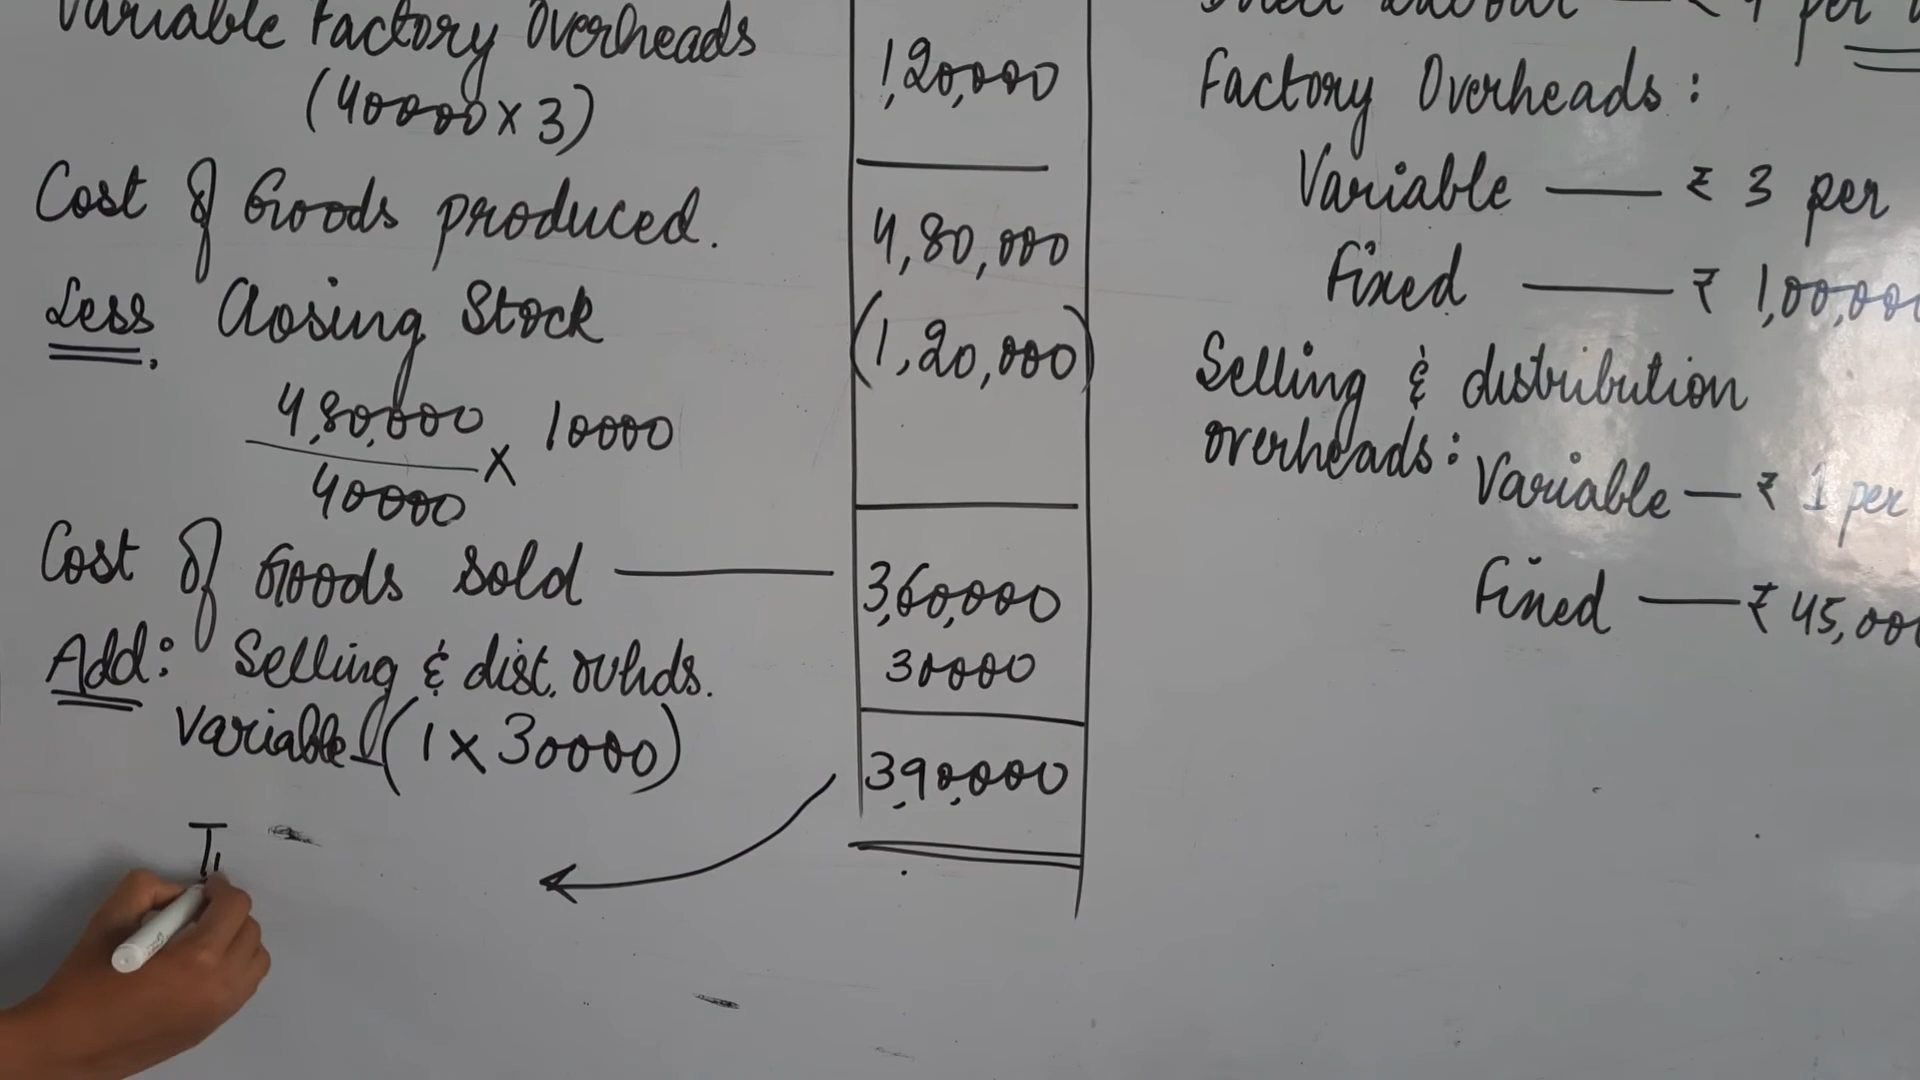 Variable Factory Overheads
(40000 x 3)
1,20,000
Cost of Goods produced.
4,80,000
Less, Closing Stock
(1,20,000)
4,80,000 x 10000
40000
Cost of Goods sold — 3,60,000
Add: Selling & dist. ovhds.
30000
Variable (1 x 30000)
3,90,000
per
Factory Overheads :
Variable — ₹ 3 per
Fixed — ₹ 1,00,000
Selling & distribution
overheads : Variable — ₹ 1 per
Fixed — ₹ 45,000